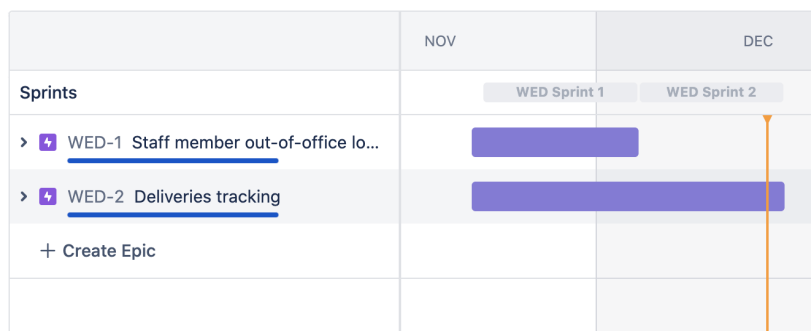 NOV
DEC
Sprints
WED Sprint 1
WED Sprint 2
WED-1 Staff member out-of-office lo...
WED-2 Deliveries tracking
+ Create Epic